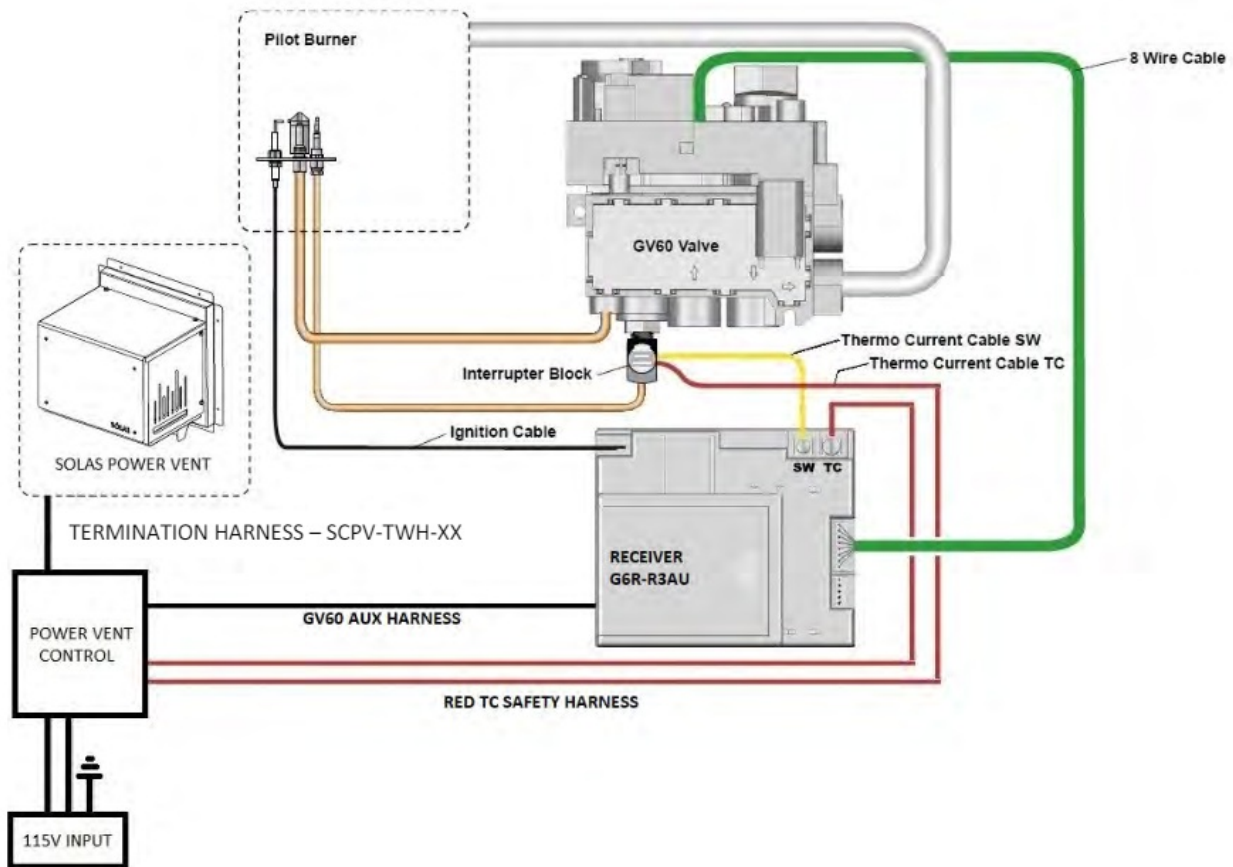 Pilot Burner
8 Wire Cable
GV60 Valve
Thermo Current Cable SW
Thermo Current Cable TC
Interrupter Block
Ignition Cable
SW TC
SOLAS
SOLAS POWER VENT
TERMINATION HARNESS – SCPV-TWH-XX
RECEIVER
G6R-R3AU
GV60 AUX HARNESS
POWER VENT
CONTROL
RED TC SAFETY HARNESS
115V INPUT